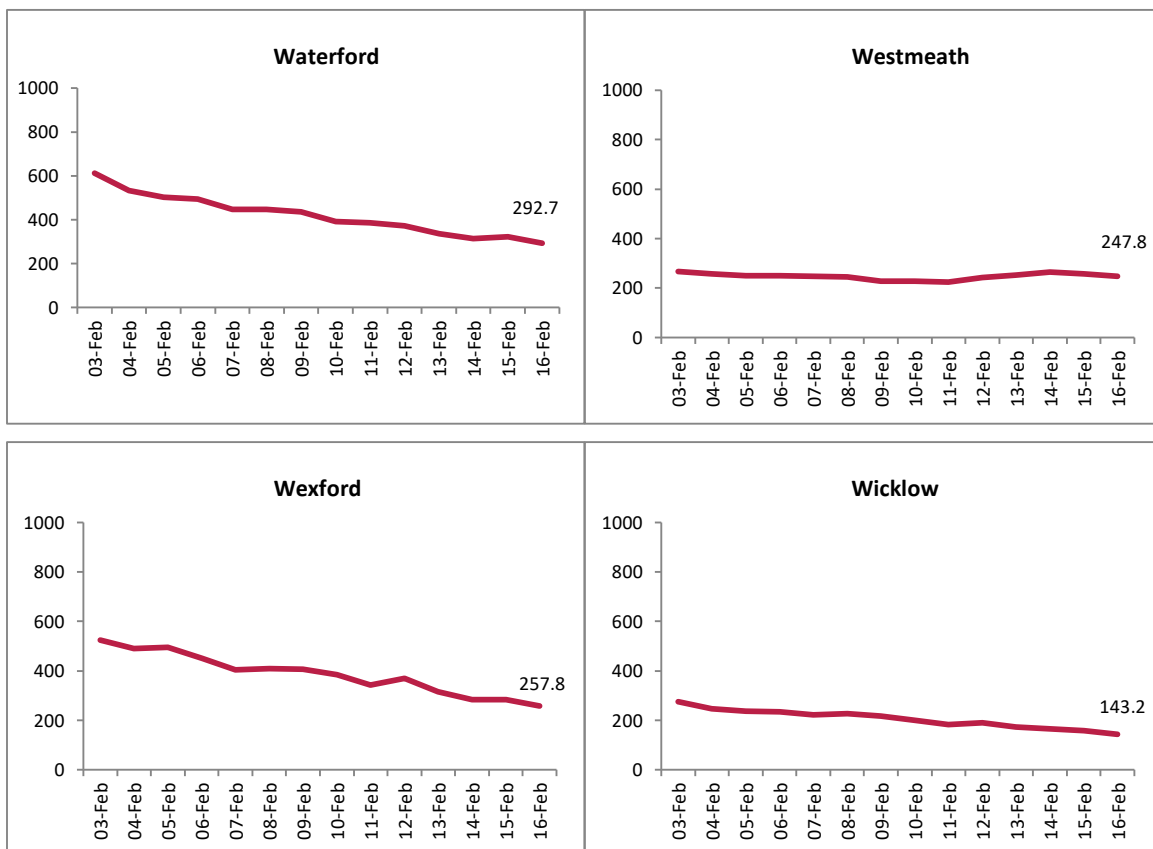 Waterford
1000
800
600
400
200
0
292.7
03-Feb
04-Feb
05-Feb
06-Feb
07-Feb
08-Feb
09-Feb
10-Feb
11-Feb
12-Feb
13-Feb
14-Feb
15-Feb
16-Feb
Westmeath
1000
800
600
400
200
0
247.8
03-Feb
04-Feb
05-Feb
06-Feb
07-Feb
08-Feb
09-Feb
10-Feb
11-Feb
12-Feb
13-Feb
14-Feb
15-Feb
16-Feb
Wexford
1000
800
600
400
200
0
257.8
03-Feb
04-Feb
05-Feb
06-Feb
07-Feb
08-Feb
09-Feb
10-Feb
11-Feb
12-Feb
13-Feb
14-Feb
15-Feb
16-Feb
Wicklow
1000
800
600
400
200
0
143.2
03-Feb
04-Feb
05-Feb
06-Feb
07-Feb
08-Feb
09-Feb
10-Feb
11-Feb
12-Feb
13-Feb
14-Feb
15-Feb
16-Feb